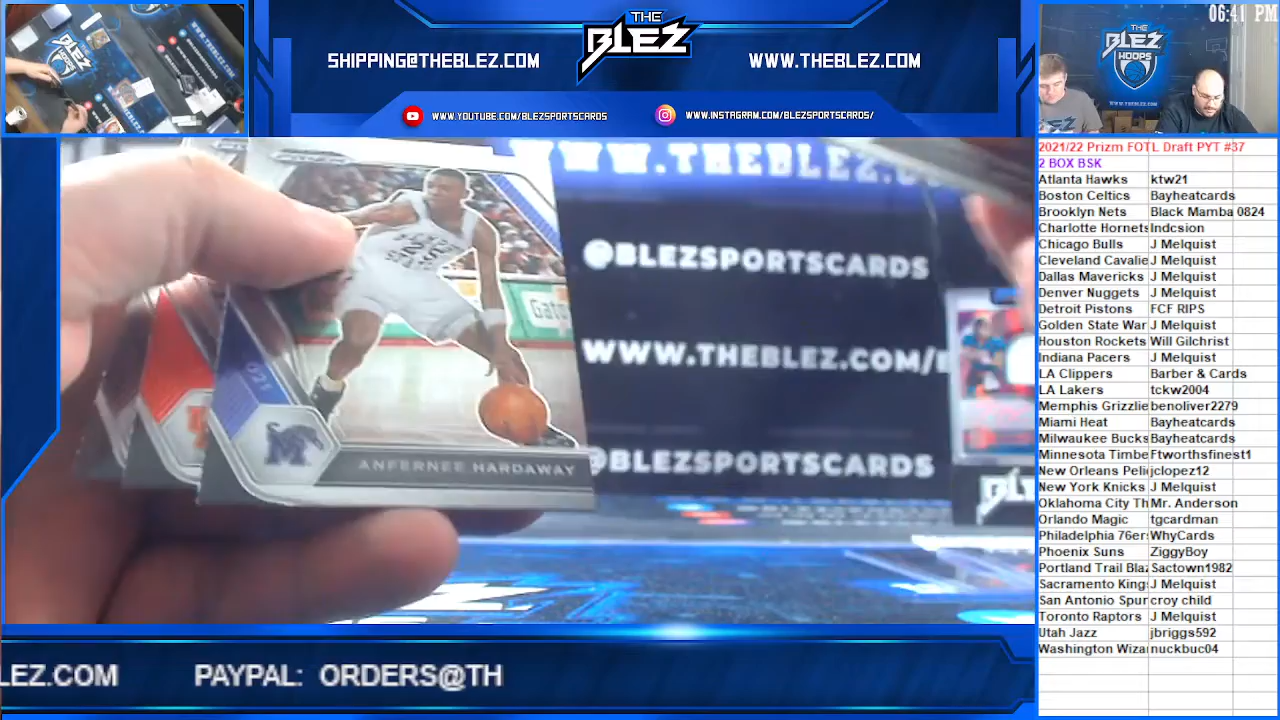 06:41 PM
THE
BLEZ
SHIPPING@THEBLEZ.COM
WWW.THEBLEZ.COM
THE
BLEZ
HOOPS
WWW.YOUTUBE.COM/BLEZSPORTSCARDS
WWW.INSTAGRAM.COM/BLEZSPORTSCARDS/
2021/22 Prizm FOTL Draft PYT #37
2 BOX BSK
Atlanta Hawks ktw21
Boston Celtics Bayheatcards
Brooklyn Nets Black Mamba 0824
Charlotte Hornets Indcsion
Chicago Bulls J Melquist
Cleveland Cavalie J Melquist
Dallas Mavericks J Melquist
Denver Nuggets J Melquist
Detroit Pistons FCF RIPS
Golden State War J Melquist
Houston Rockets Will Gilchrist
Indiana Pacers J Melquist
LA Clippers Barber & Cards
LA Lakers tckw2004
Memphis Grizzlie benoliver2279
Miami Heat Bayheatcards
Milwaukee Bucks Bayheatcards
Minnesota Timbe Ftworthsfinest1
New Orleans Peli jclopez12
New York Knicks J Melquist
Oklahoma City Th Mr. Anderson
Orlando Magic tgcardman
Philadelphia 76er WhyCards
Phoenix Suns ZiggyBoy
Portland Trail Blaz Sactown1982
Sacramento King J Melquist
San Antonio Spur croy child
Toronto Raptors J Melquist
Utah Jazz jbriggs592
Washington Wiza nuckbuc04
WWW.THEBLEZ.
@BLEZSPORTSCARDS
WWW.THEBLEZ.COM/
@BLEZSPORTSCARDS
Gato
2021
M
ANFERNEE HARDAWAY
LEZ.COM PAYPAL: ORDERS@TH